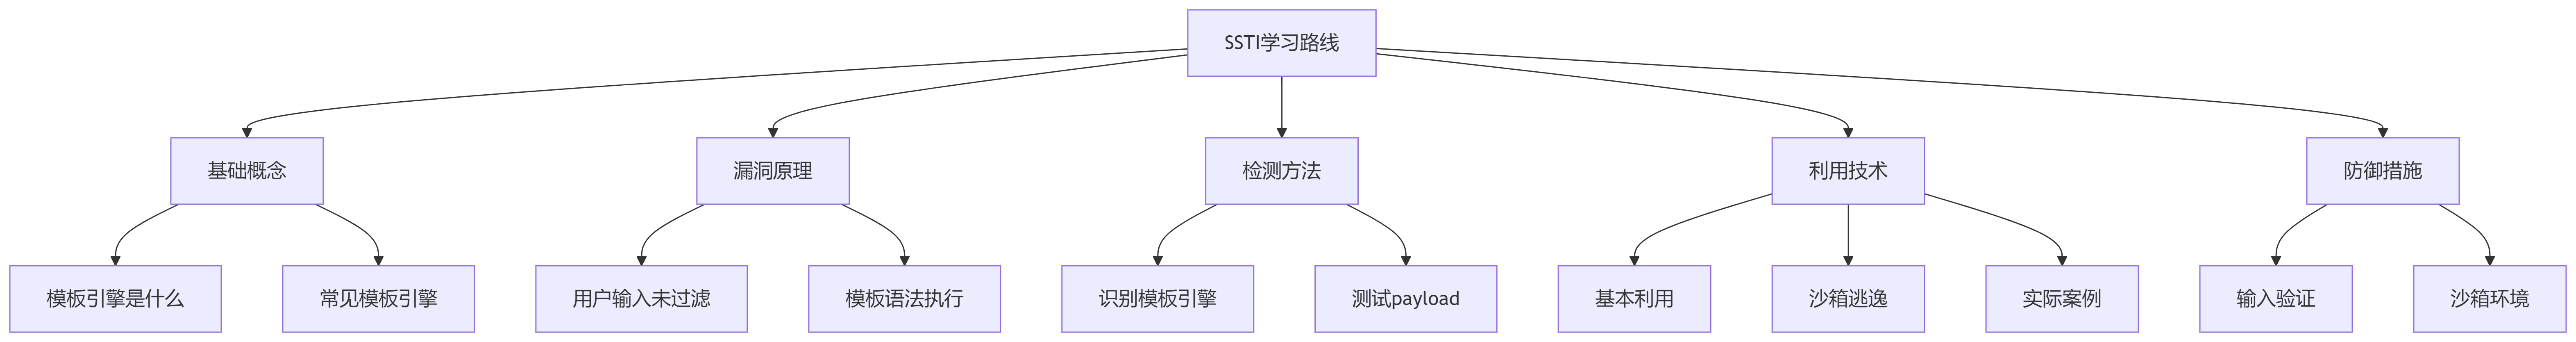 SSTI学习路线
基础概念
漏洞原理
检测方法
利用技术
防御措施
模板引擎是什么
常见模板引擎
用户输入未过滤
模板语法执行
识别模板引擎
测试payload
基本利用
沙箱逃逸
实际案例
输入验证
沙箱环境